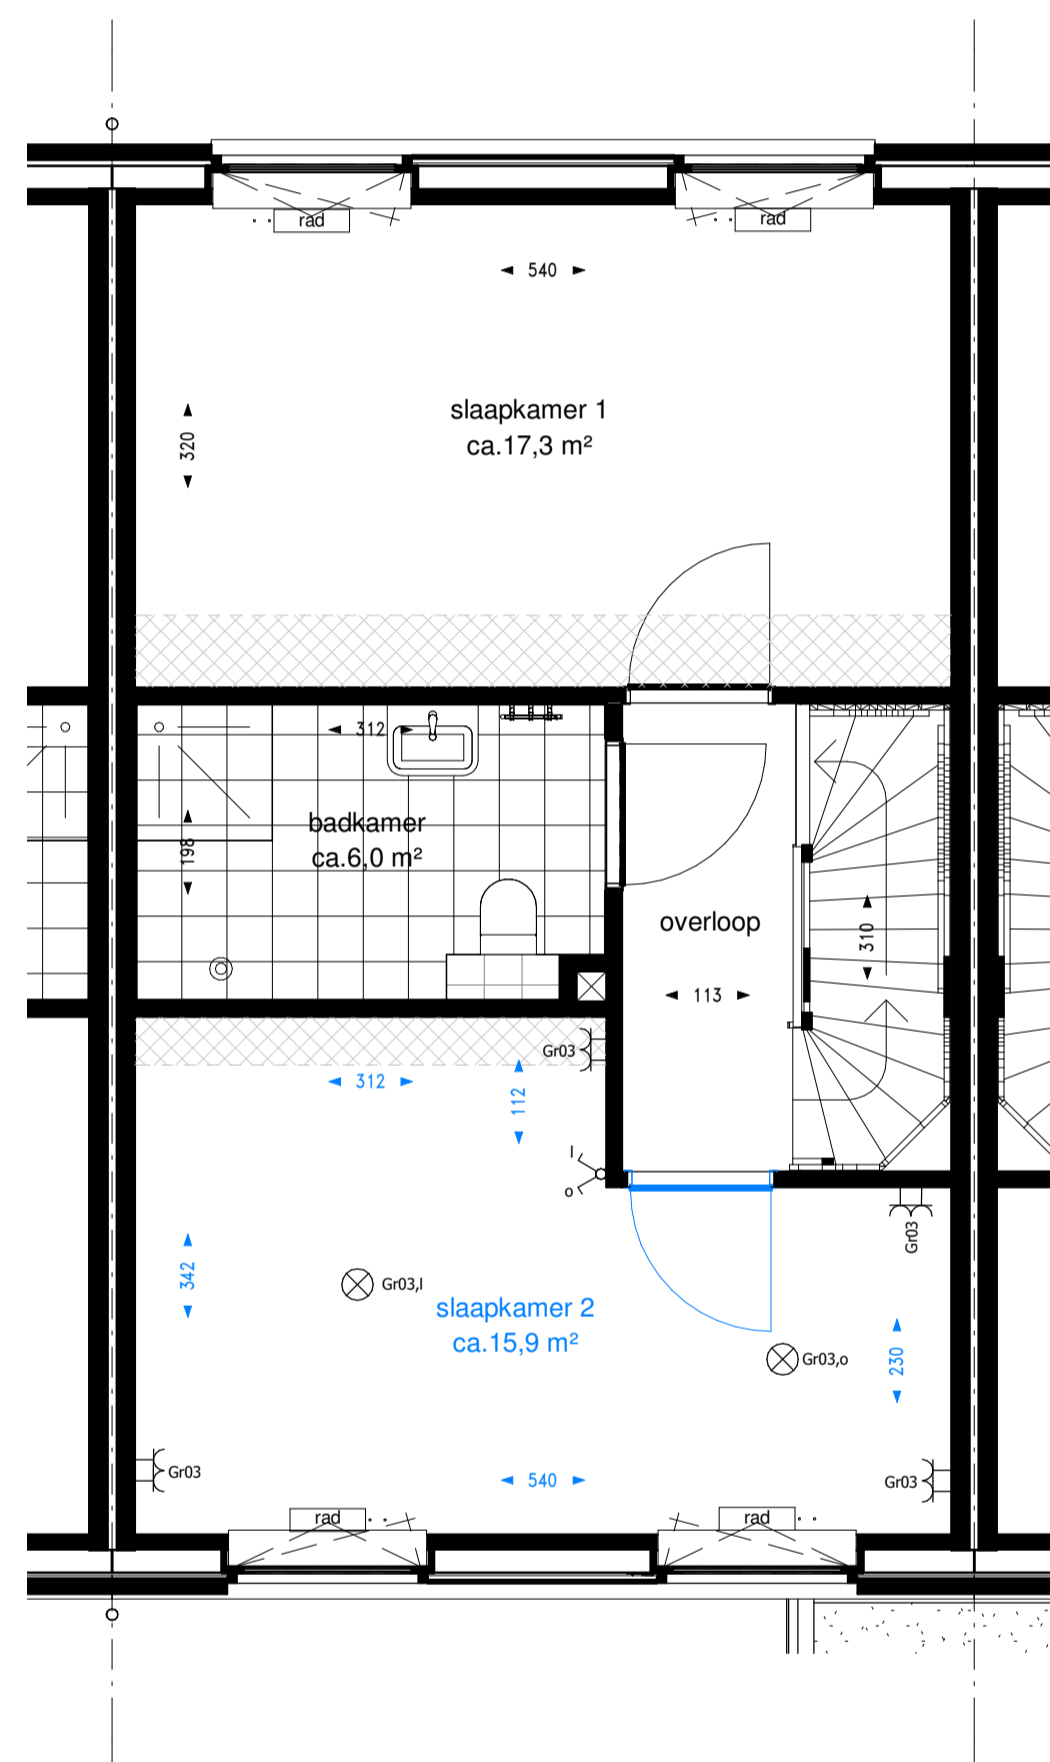 rad
rad
540
slaapkamer 1
ca.17,3 m²
320
312
badkamer
ca.6,0 m²
198
overloop
310
113
Gr03
312
112
I
o
342
Gr03,l
slaapkamer 2
ca.15,9 m²
Gr03
Gr03,o
230
Gr03
540
Gr03
rad
rad